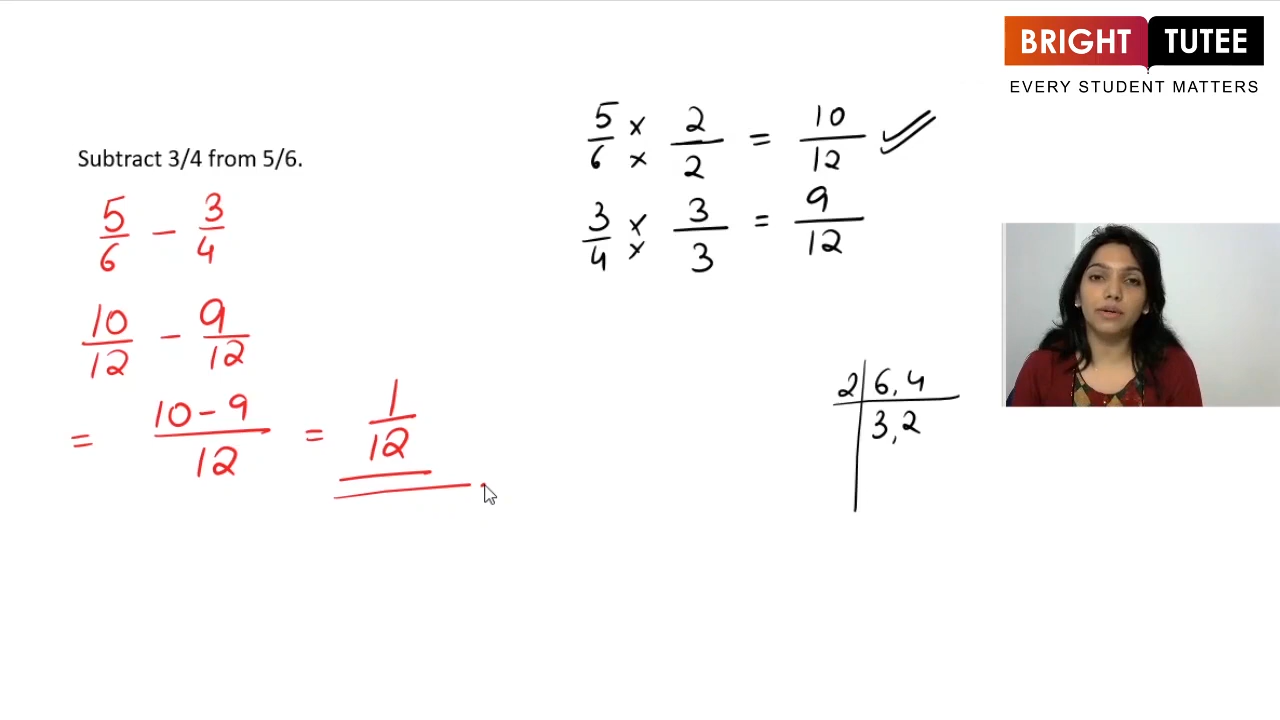 BRIGHT TUTEE
EVERY STUDENT MATTERS
Subtract 3/4 from 5/6.
5/6 - 3/4
10/12 - 9/12
= 10-9/12 = 1/12
5/6 × 2/2 = 10/12 ✓
3/4 × 3/3 = 9/12
2 | 6, 4
3, 2